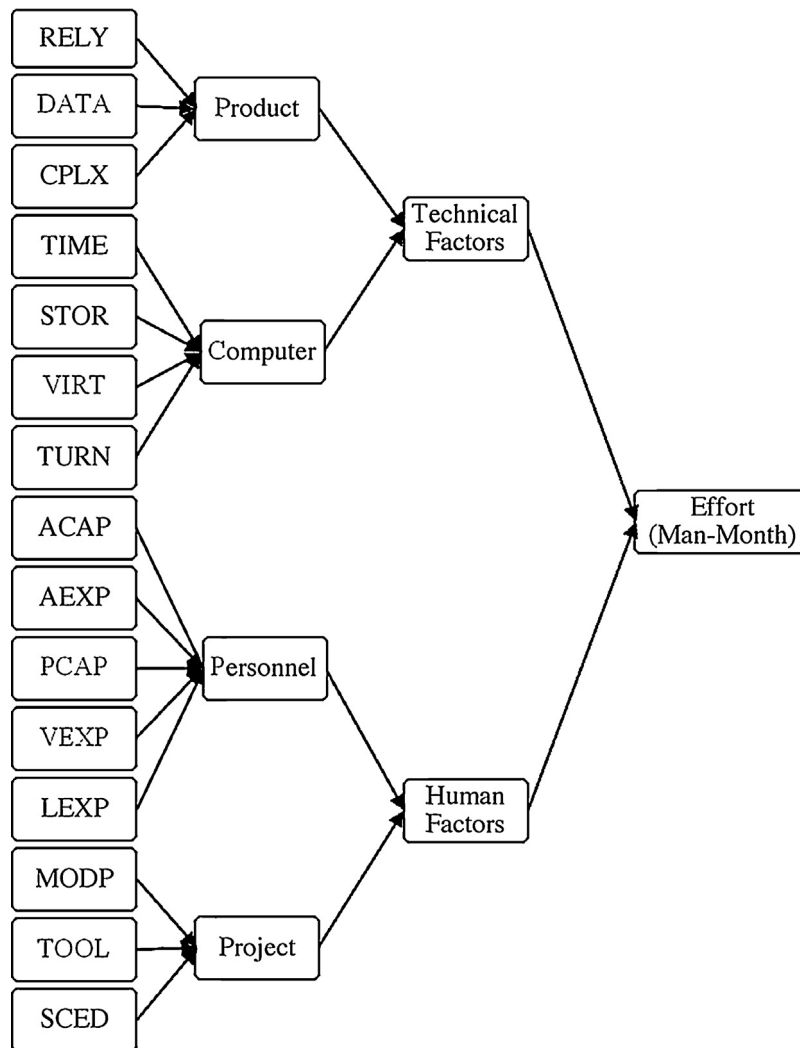 RELY
DATA
CPLX
TIME
STOR
VIRT
TURN
ACAP
AEXP
PCAP
VEXP
LEXP
MODP
TOOL
SCED
Product
Computer
Personnel
Project
Technical
Factors
Human
Factors
Effort
(Man-Month)